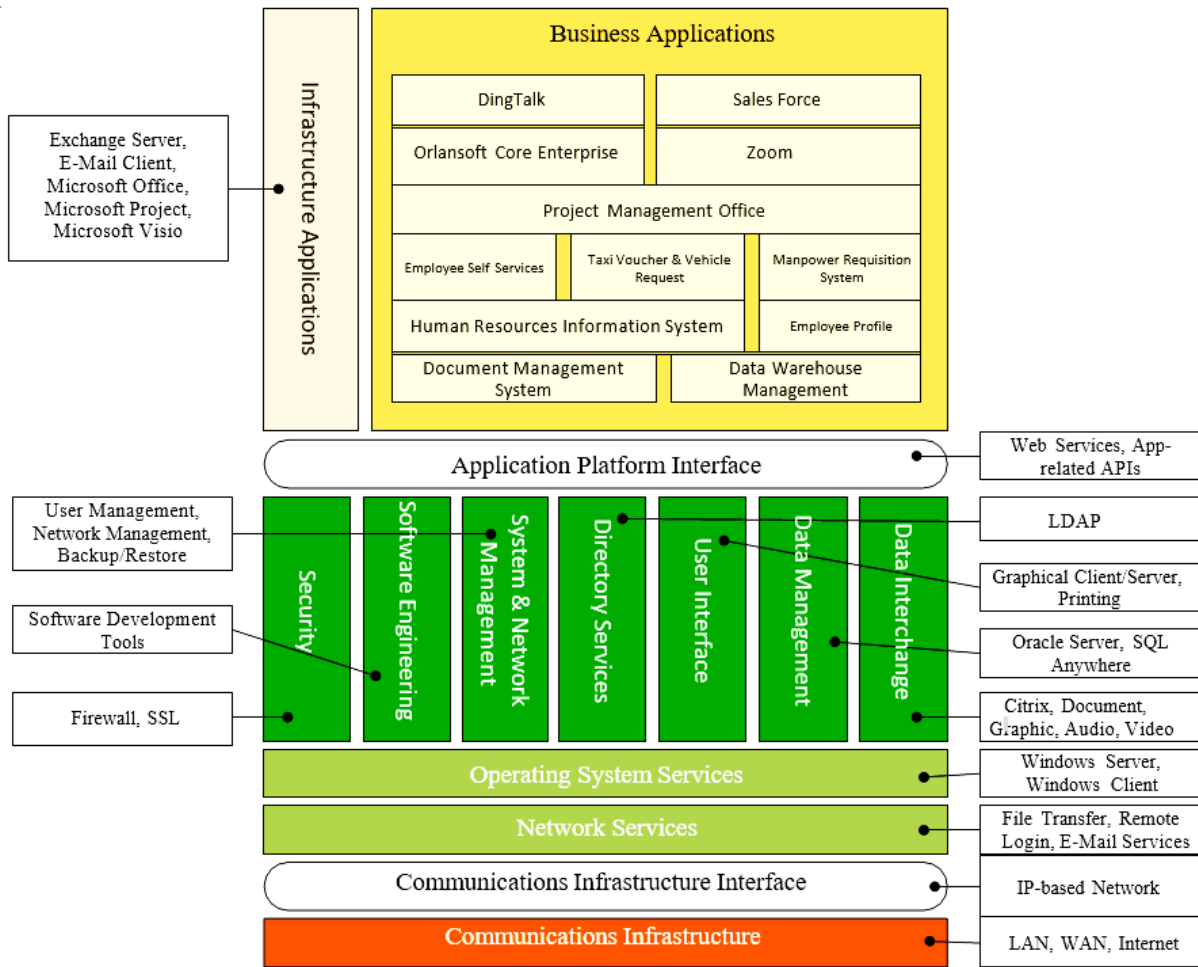 Business Applications
DingTalk
Sales Force
Orlansoft Core Enterprise
Zoom
Project Management Office
Employee Self Services
Taxi Voucher & Vehicle
Request
Manpower Requisition
System
Human Resources Information System
Employee Profile
Document Management
System
Data Warehouse
Management
Infrastructure Applications
Exchange Server,
E-Mail Client,
Microsoft Office,
Microsoft Project,
Microsoft Visio
Application Platform Interface
Web Services, App-
related APIs
User Management,
Network Management,
Backup/Restore
Software Development
Tools
Firewall, SSL
Security
Software Engineering
System & Network
Management
Directory Services
User Interface
Data Management
Data Interchange
LDAP
Graphical Client/Server,
Printing
Oracle Server, SQL
Anywhere
Citrix, Document,
Graphic, Audio, Video
Operating System Services
Windows Server,
Windows Client
Network Services
File Transfer, Remote
Login, E-Mail Services
Communications Infrastructure Interface
IP-based Network
Communications Infrastructure
LAN, WAN, Internet